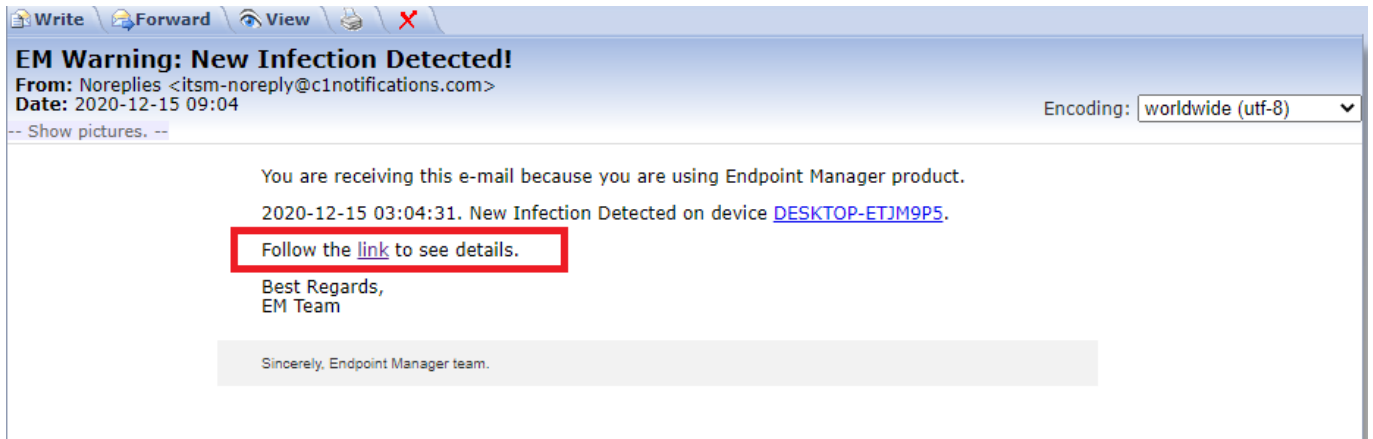 Write Forward View
EM Warning: New Infection Detected!
From: Noreplies <itsm-noreply@c1notifications.com>
Date: 2020-12-15 09:04
Encoding: worldwide (utf-8)
-- Show pictures. --
You are receiving this e-mail because you are using Endpoint Manager product.
2020-12-15 03:04:31. New Infection Detected on device DESKTOP-ETJM9P5.
Follow the link to see details.
Best Regards,
EM Team
Sincerely, Endpoint Manager team.